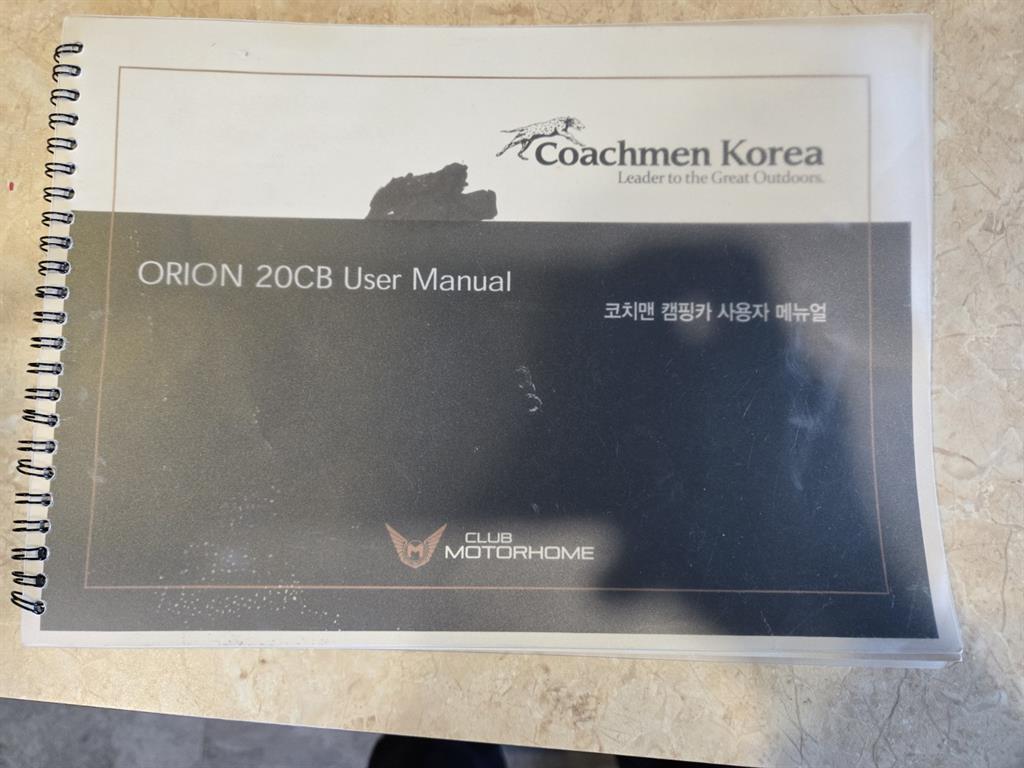 Coachmen Korea
Leader to the Great Outdoors.
ORION 20CB User Manual
코치맨 캠핑카 사용자 메뉴얼
M
CLUB
MOTORHOME